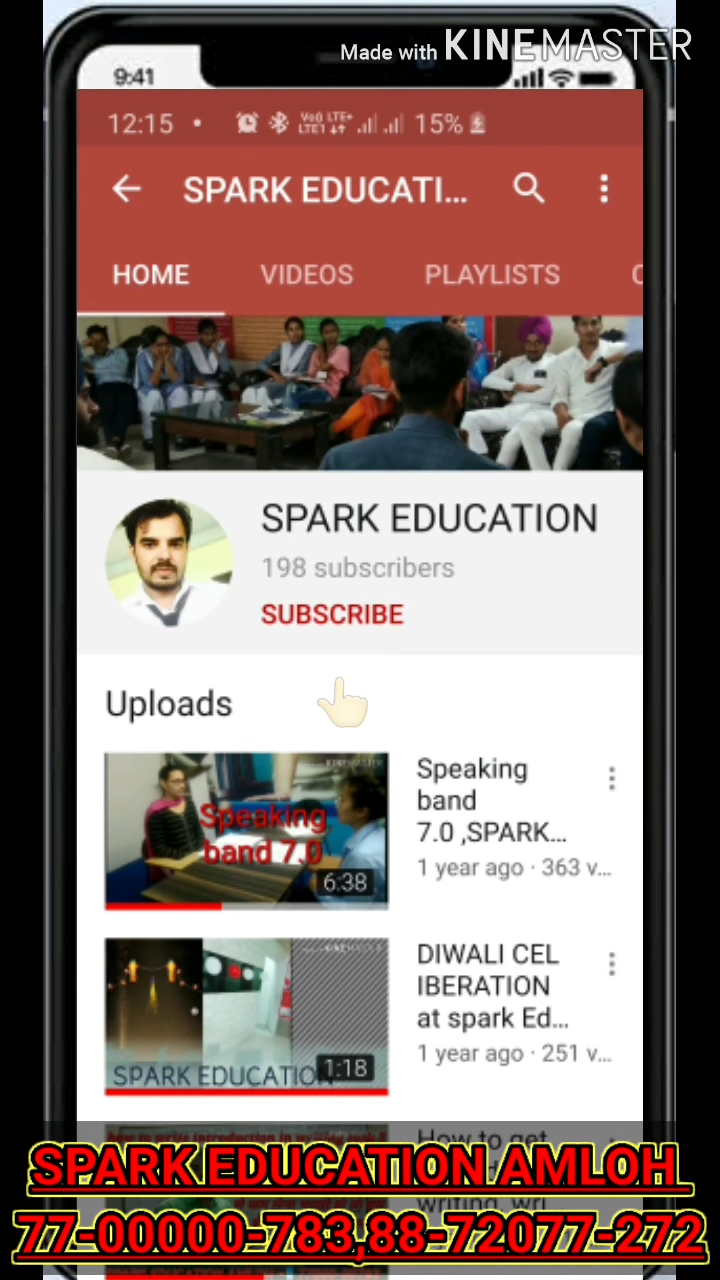 Made with KINEMASTER
9:41
12:15 • Vo) LTE+ LTE1 15%
SPARK EDUCATI...
HOME VIDEOS PLAYLISTS
SPARK EDUCATION
198 subscribers
SUBSCRIBE
Uploads
Speaking
band 7.0
6:38
Speaking
band
7.0 ,SPARK...
1 year ago · 363 v...
SPARK EDUCATION
1:18
DIWALI CEL
IBERATION
at spark Ed...
1 year ago · 251 v...
How to get
SPARK EDUCATION AMLOH
77-00000-783,88-72077-272